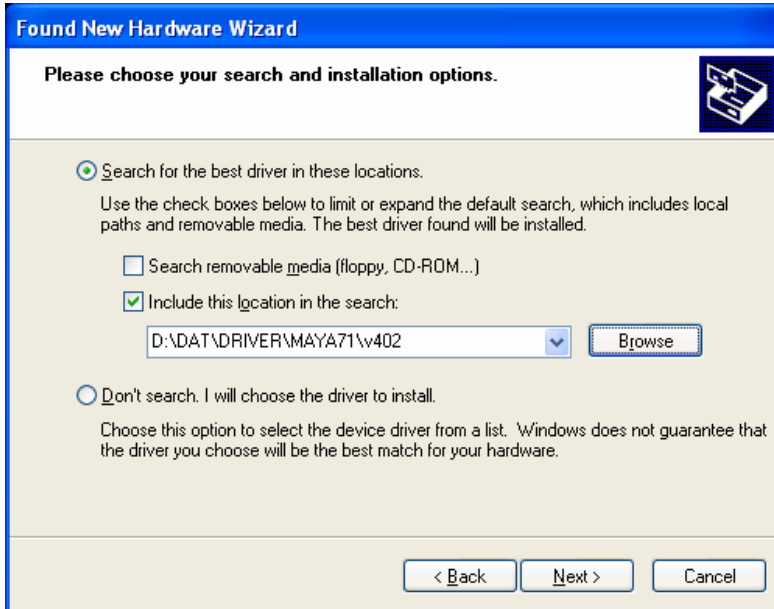 Found New Hardware Wizard
Please choose your search and installation options.
Search for the best driver in these locations.
Use the check boxes below to limit or expand the default search, which includes local
paths and removable media. The best driver found will be installed.
Search removable media (floppy, CD-ROM...)
Include this location in the search:
D:\DAT\DRIVER\MAYA71\v402
Browse
Don't search. I will choose the driver to install.
Choose this option to select the device driver from a list. Windows does not guarantee that
the driver you choose will be the best match for your hardware.
< Back Next > Cancel